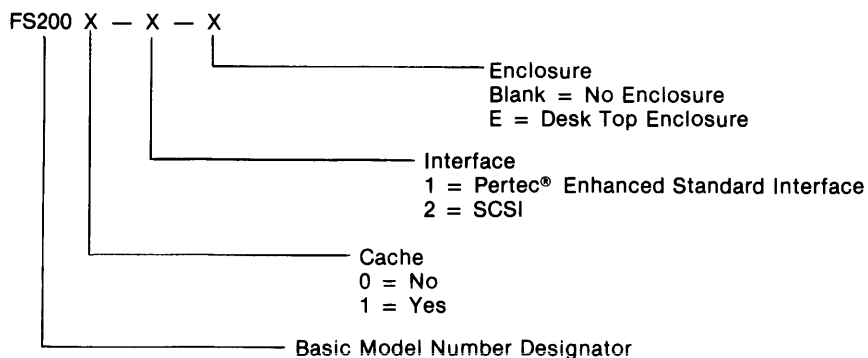 FS200 X — X — X
Enclosure
Blank = No Enclosure
E = Desk Top Enclosure
Interface
1 = Pertec® Enhanced Standard Interface
2 = SCSI
Cache
0 = No
1 = Yes
Basic Model Number Designator